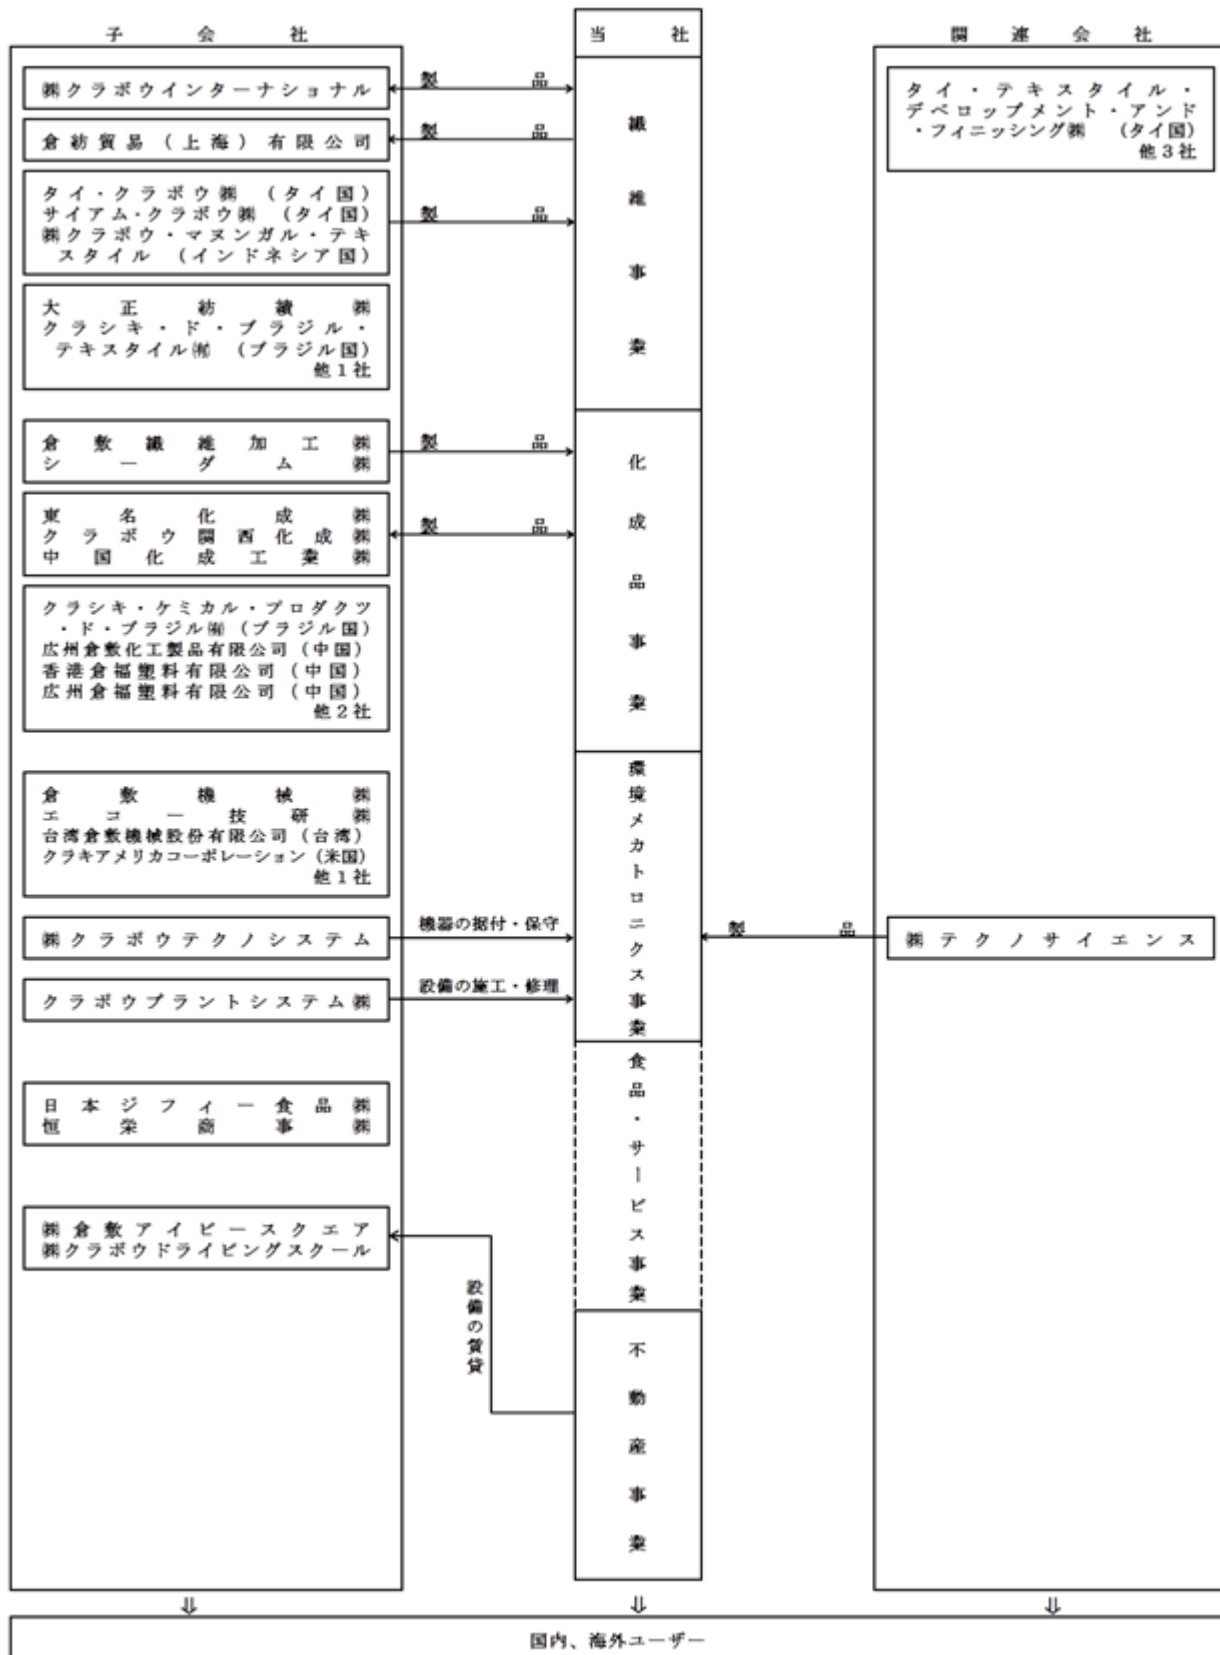 子会社
㈱クラボウインターナショナル
倉紡貿易（上海）有限公司
タイ・クラボウ㈱（タイ国）
サイアム・クラボウ㈱（タイ国）
㈱クラボウ・マヌンガル・テキ
スタイル（インドネシア国）
大正紡績㈱
クラシキ・ド・ブラジル・
テキスタイル㈲（ブラジル国）
他１社
倉敷繊維加工㈱
シーダム㈱
東名化成㈱
クラボウ関西化成㈱
中国化成工業㈱
クラシキ・ケミカル・プロダクツ
・ド・ブラジル㈲（ブラジル国）
広州倉敷化工製品有限公司（中国）
香港倉福塑料有限公司（中国）
広州倉福塑料有限公司（中国）
他２社
倉敷機械㈱
エコー技研㈱
台湾倉敷機械股份有限公司（台湾）
クラキアメリカコーポレーション（米国）
他１社
㈱クラボウテクノシステム
クラボウプラントシステム㈱
日本ジフィー食品㈱
恒栄商事㈱
㈱倉敷アイビースクエア
㈱クラボウドライビングスクール
製品
製品
製品
製品
製品
機器の据付・保守
設備の施工・修理
設備の賃貸
当社
繊維事業
化成品事業
環境メカトロニクス事業
食品・サービス事業
不動産事業
製品
関連会社
タイ・テキスタイル・
デベロップメント・アンド
・フィニッシング㈱（タイ国）
他３社
㈱テクノサイエンス
⇓
⇓
⇓
国内、海外ユーザー